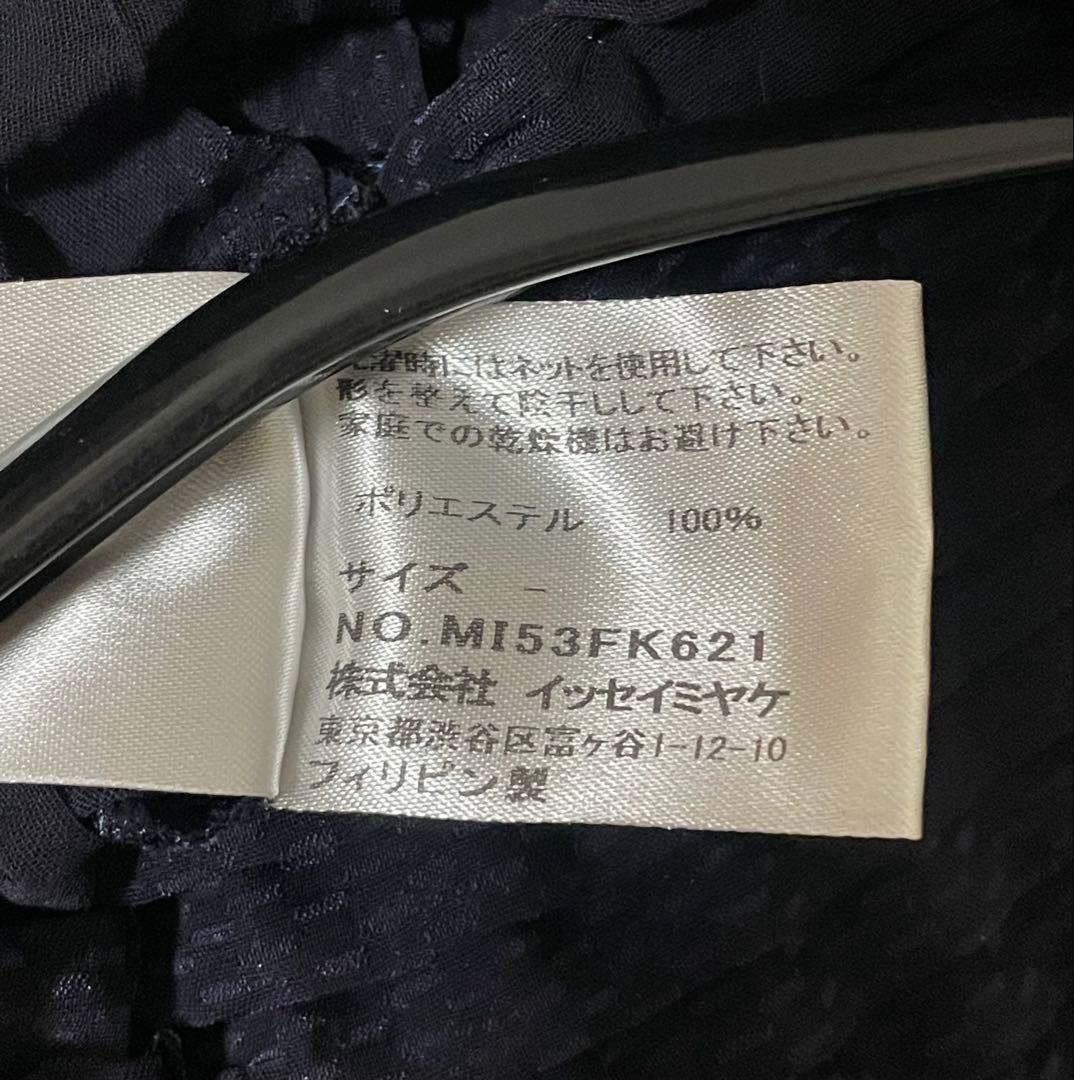 洗濯時にはネットを使用して下さい。
形を整えて陰干しして下さい。
家庭での乾燥機はお避け下さい。
ポリエステル 100%
サイズ -
NO.MI53FK621
株式会社 イッセイミヤケ
東京都渋谷区富ヶ谷1-12-10
フィリピン製